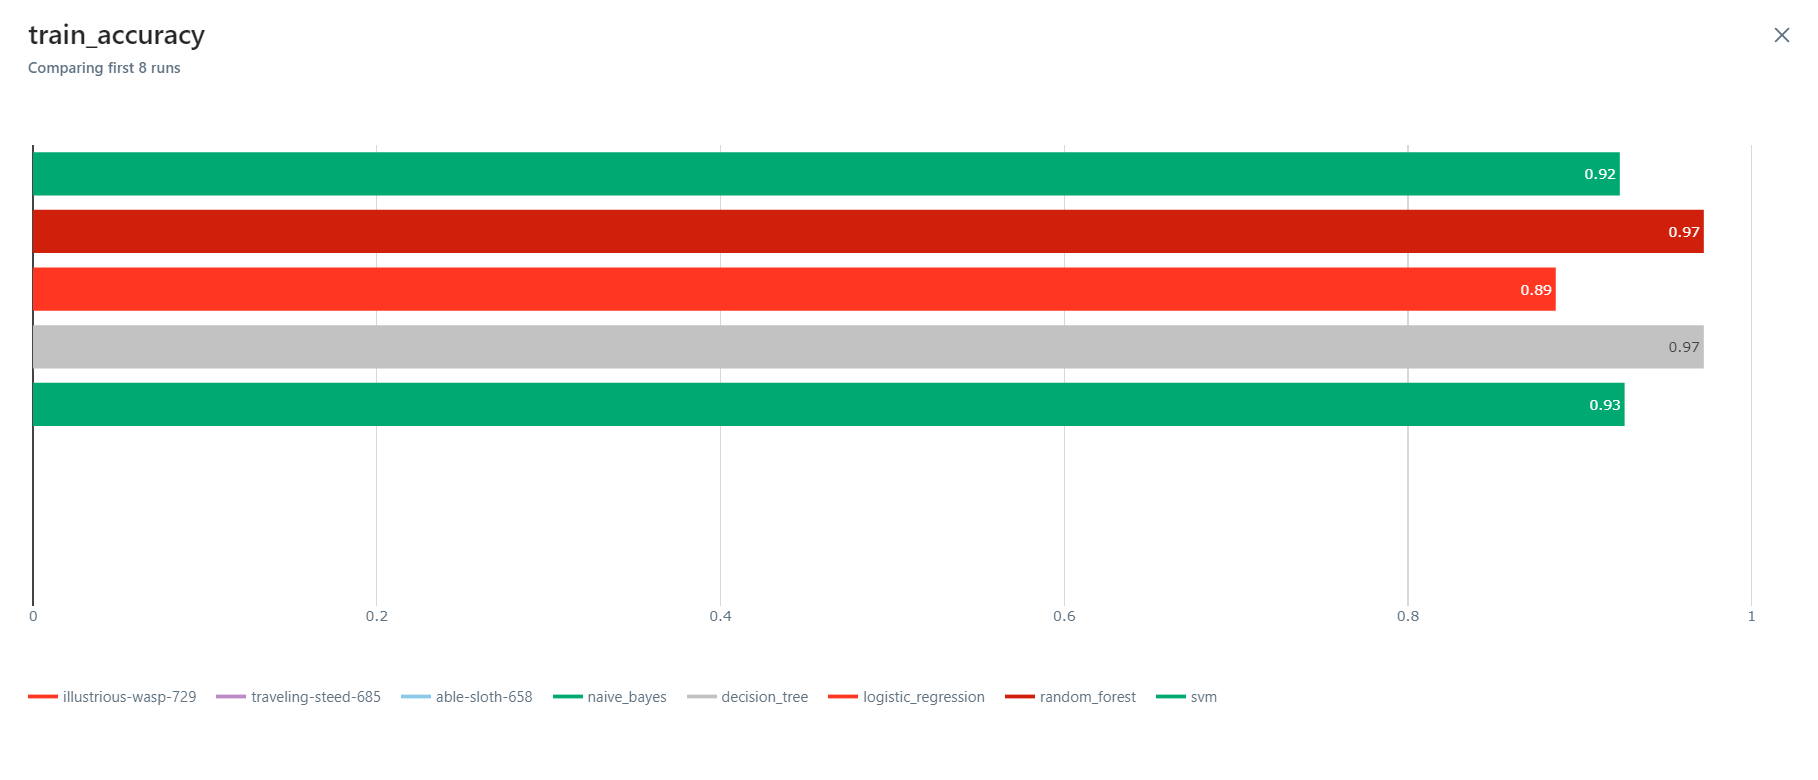 train_accuracy
Comparing first 8 runs
0.92
0.97
0.89
0.97
0.93
0 0.2 0.4 0.6 0.8 1
illustrious-wasp-729 traveling-steed-685 able-sloth-658 naive_bayes decision_tree logistic_regression random_forest svm